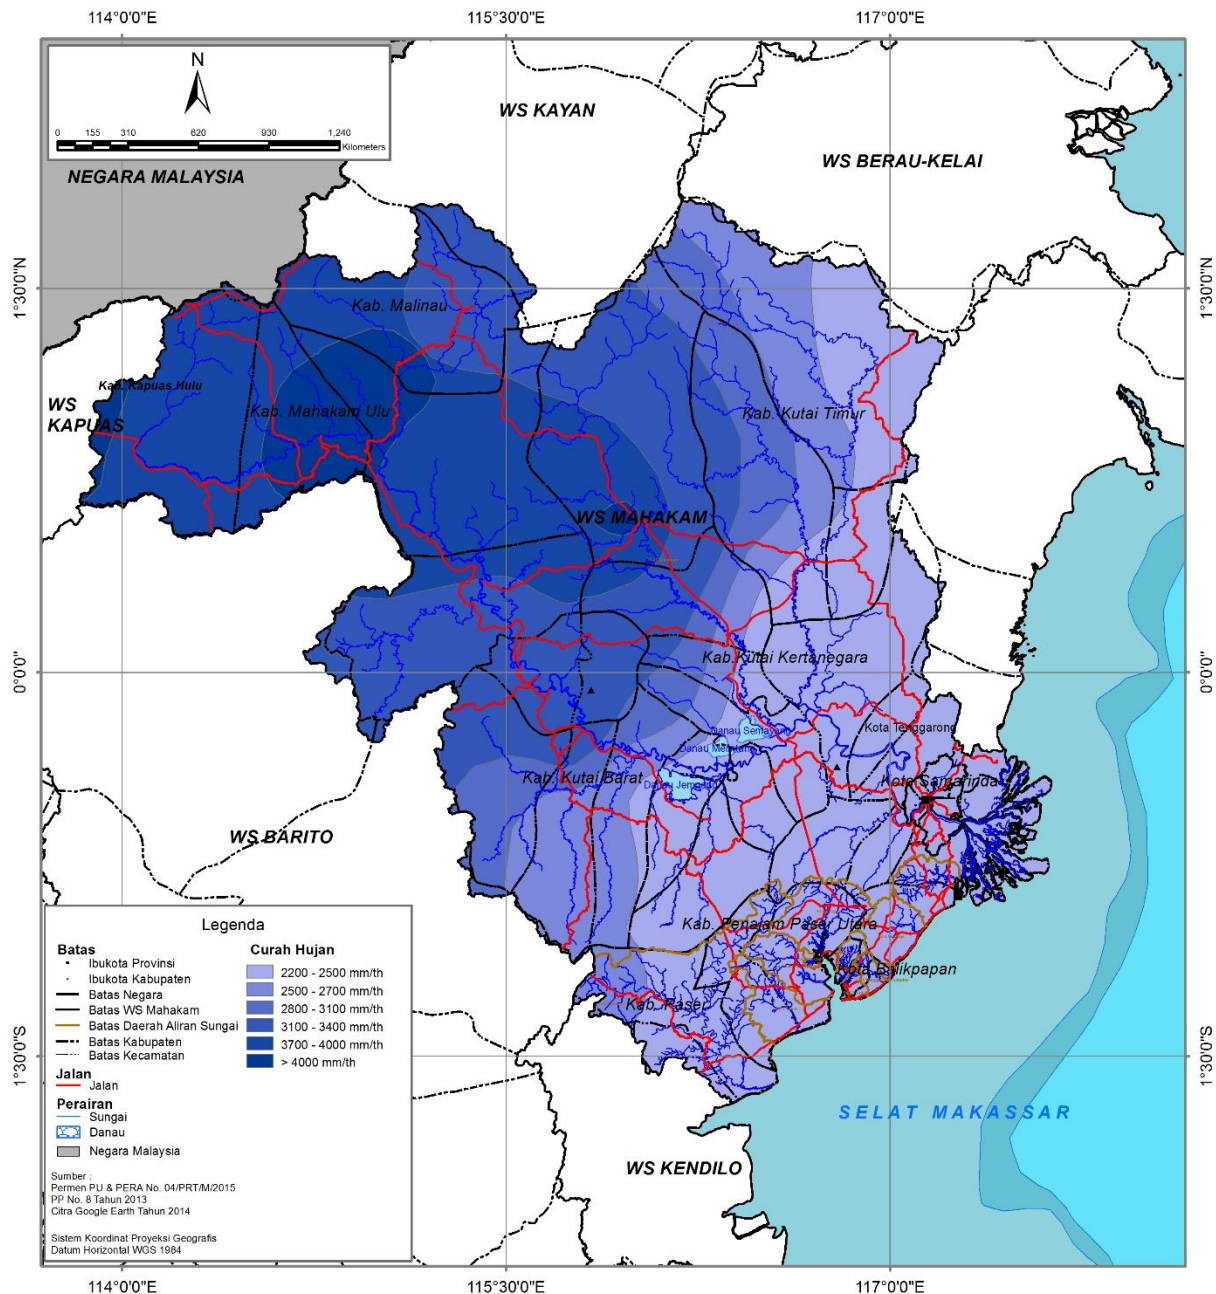 114°0'0"E
115°30'0"E
117°0'0"E
N
0 155 310 620 930 1,240
Kilometers
WS KAYAN
WS BERAU-KELAI
NEGARA MALAYSIA
1°30'0"N
1°30'0"N
Kab. Malinau
Kab. Kapuas Hulu
WS
KAPUAS
Kab. Mahakam Ulu
Kab. Kutai Timur
WS MAHAKAM
Kab.Kutai Kertanegara
0°0'0"
0°0'0"
Danau Semayang
Kota Tenggarong
Kab. Kutai Barat
Kota Samarinda
WS BARITO
Kab. Penajam Paser Utara
Kota Balikpapan
Kab. Paser
1°30'0"S
1°30'0"S
SELAT MAKASSAR
WS KENDILO
Legenda
Batas
Ibukota Provinsi
Ibukota Kabupaten
Batas Negara
Batas WS Mahakam
Batas Daerah Aliran Sungai
Batas Kabupaten
Batas Kecamatan
Jalan
Jalan
Perairan
Sungai
Danau
Negara Malaysia
Curah Hujan
2200 - 2500 mm/th
2500 - 2700 mm/th
2800 - 3100 mm/th
3100 - 3400 mm/th
3700 - 4000 mm/th
> 4000 mm/th
Sumber :
Permen PU & PERA No. 04/PRT/M/2015
PP No. 8 Tahun 2013
Citra Google Earth Tahun 2014
Sistem Koordinat Proyeksi Geografis
Datum Horizontal WGS 1984
114°0'0"E
115°30'0"E
117°0'0"E